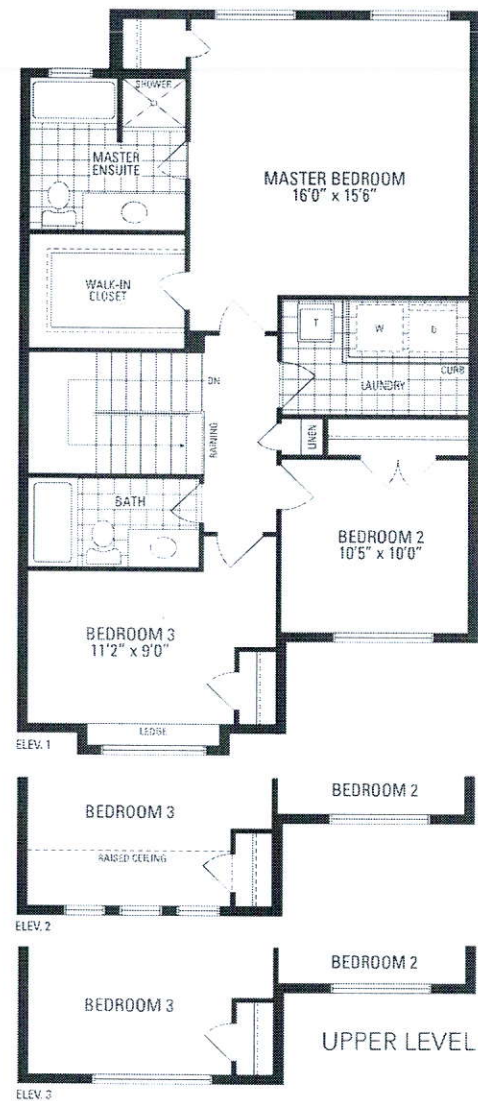 SHOWER
MASTER
ENSUITE
MASTER BEDROOM
16'0" x 15'6"
WALK-IN
CLOSET
T
W
D
CURB
LAUNDRY
DN
RAILING
LINEN
BATH
BEDROOM 2
10'5" x 10'0"
BEDROOM 3
11'2" x 9'0"
LEDGE
ELEV. 1
BEDROOM 3
BEDROOM 2
RAISED CEILING
ELEV. 2
BEDROOM 2
BEDROOM 3
UPPER LEVEL
ELEV. 3